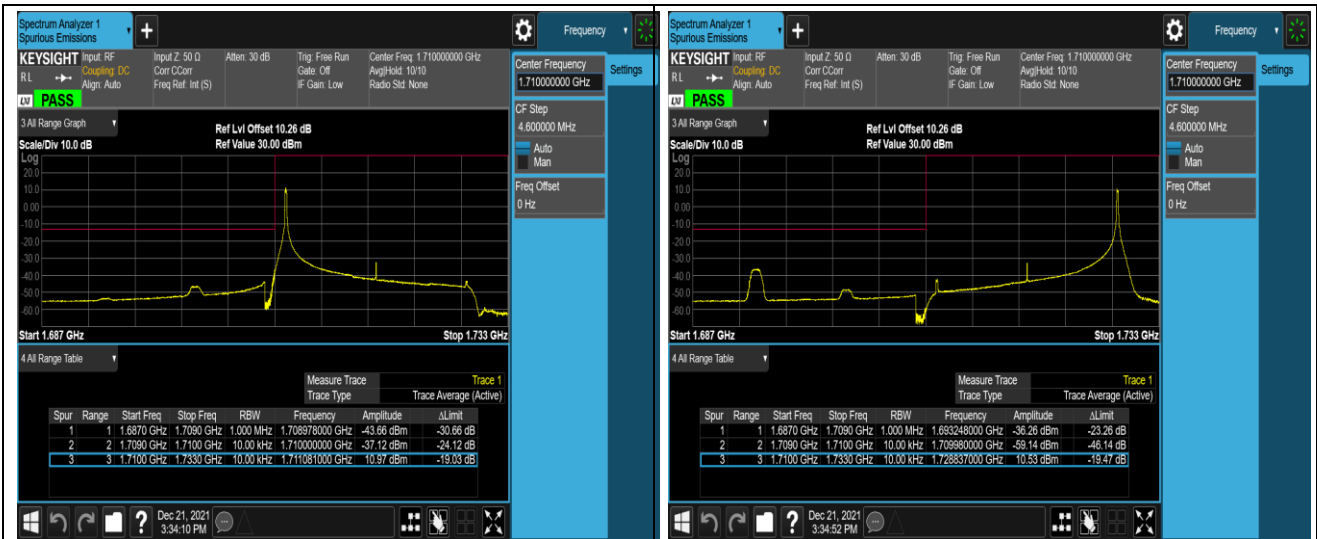 Spectrum Analyzer 1
Spurious Emissions
+
Frequency
KEYSIGHT Input: RF Input Z: 50 Ω Atten: 30 dB Trig: Free Run Center Freq: 1.710000000 GHz
RL Coupling: DC Corr CCorr Gate: Off Avg|Hold: 10/10
Align: Auto Freq Ref: Int (S) IF Gain: Low Radio Std: None
LXI PASS
Center Frequency
1.710000000 GHz
Settings
CF Step
4.600000 MHz
Auto
Man
Freq Offset
0 Hz
3 All Range Graph
Ref Lvl Offset 10.26 dB
Scale/Div 10.0 dB Ref Value 30.00 dBm
Log
20.0
10.0
0.00
-10.0
-20.0
-30.0
-40.0
-50.0
-60.0
Start 1.687 GHz Stop 1.733 GHz
4 All Range Table
Measure Trace Trace 1
Trace Type Trace Average (Active)
Spur Range Start Freq Stop Freq RBW Frequency Amplitude ΔLimit
1 1 1.6870 GHz 1.7090 GHz 1.000 MHz 1.708978000 GHz -43.66 dBm -30.66 dB
2 2 1.7090 GHz 1.7100 GHz 10.00 kHz 1.710000000 GHz -37.12 dBm -24.12 dB
3 3 1.7100 GHz 1.7330 GHz 10.00 kHz 1.711081000 GHz 10.97 dBm -19.03 dB
? Dec 21, 2021
3:34:10 PM
Spectrum Analyzer 1
Spurious Emissions
+
Frequency
KEYSIGHT Input: RF Input Z: 50 Ω Atten: 30 dB Trig: Free Run Center Freq: 1.710000000 GHz
RL Coupling: DC Corr CCorr Gate: Off Avg|Hold: 10/10
Align: Auto Freq Ref: Int (S) IF Gain: Low Radio Std: None
LXI PASS
Center Frequency
1.710000000 GHz
Settings
CF Step
4.600000 MHz
Auto
Man
Freq Offset
0 Hz
3 All Range Graph
Ref Lvl Offset 10.26 dB
Scale/Div 10.0 dB Ref Value 30.00 dBm
Log
20.0
10.0
0.00
-10.0
-20.0
-30.0
-40.0
-50.0
-60.0
Start 1.687 GHz Stop 1.733 GHz
4 All Range Table
Measure Trace Trace 1
Trace Type Trace Average (Active)
Spur Range Start Freq Stop Freq RBW Frequency Amplitude ΔLimit
1 1 1.6870 GHz 1.7090 GHz 1.000 MHz 1.693248000 GHz -36.26 dBm -23.26 dB
2 2 1.7090 GHz 1.7100 GHz 10.00 kHz 1.709980000 GHz -59.14 dBm -46.14 dB
3 3 1.7100 GHz 1.7330 GHz 10.00 kHz 1.728837000 GHz 10.53 dBm -19.47 dB
? Dec 21, 2021
3:34:52 PM